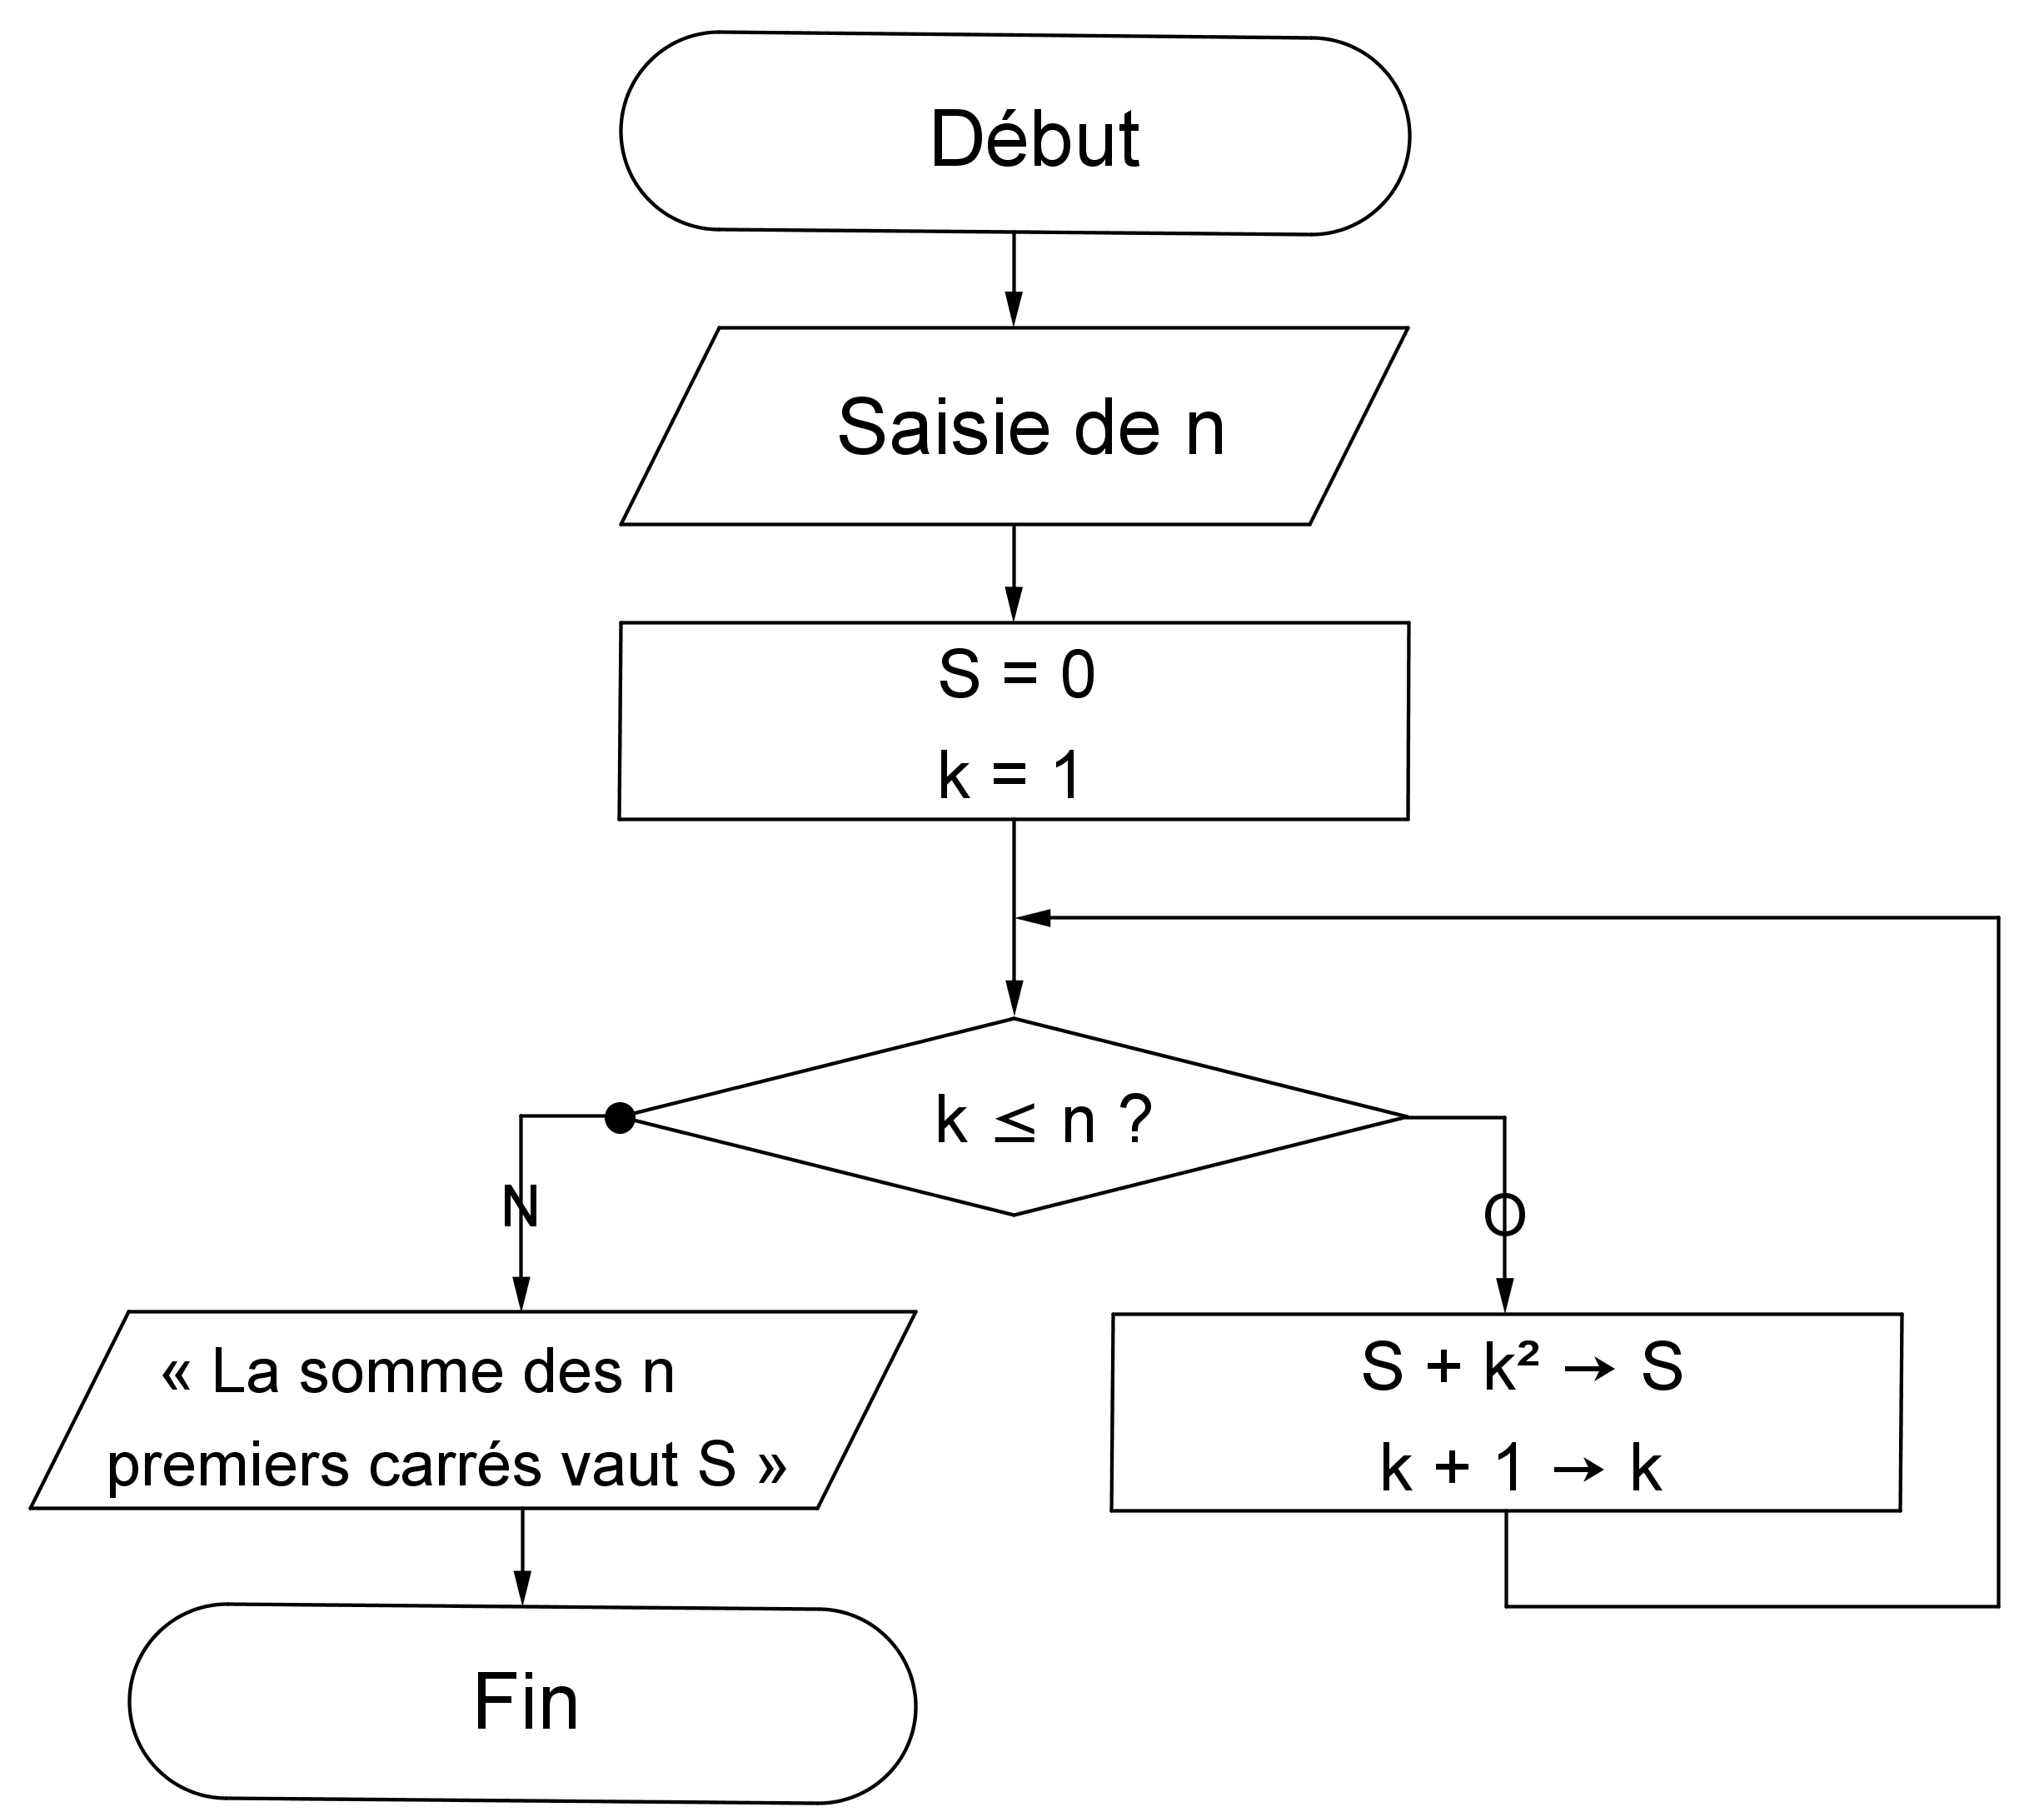 Début
Saisie de n
S = 0
k = 1
k ≤ n ?
N
O
« La somme des n
premiers carrés vaut S »
S + k² → S
k + 1 → k
Fin